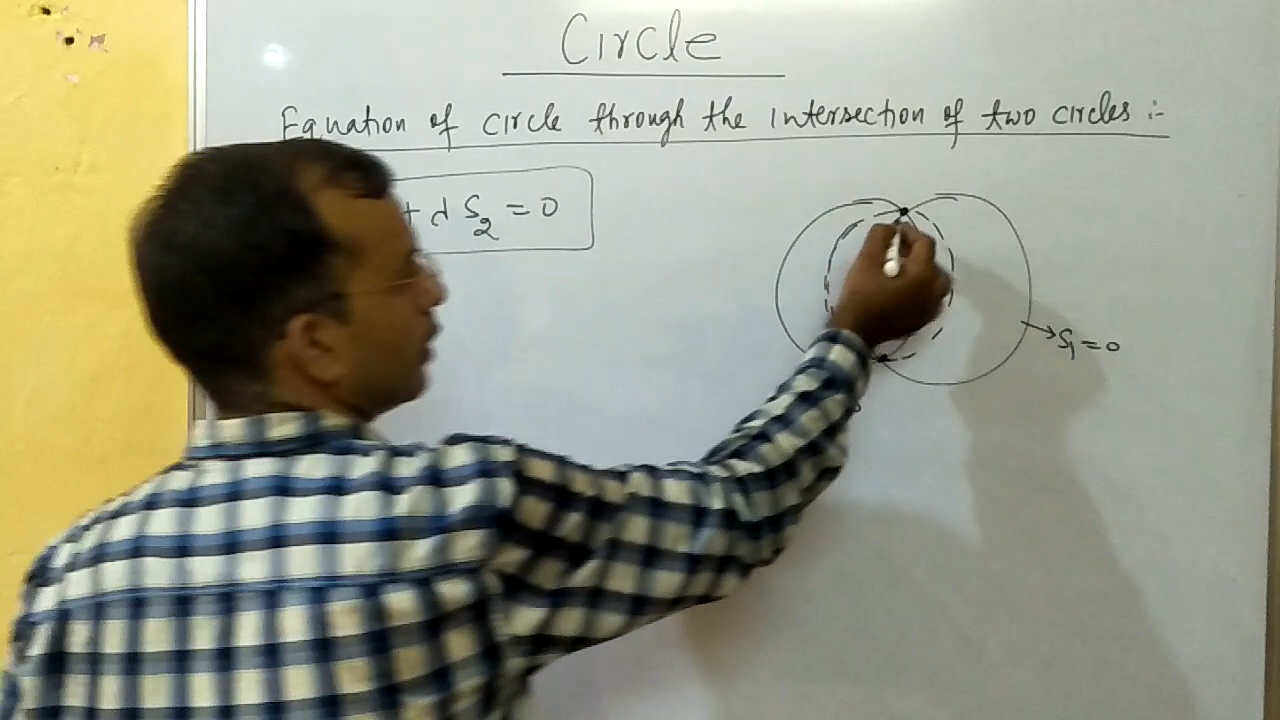 Circle
Equation of circle through the intersection of two circles :-
+ λ S₂ = 0
S₁ = 0